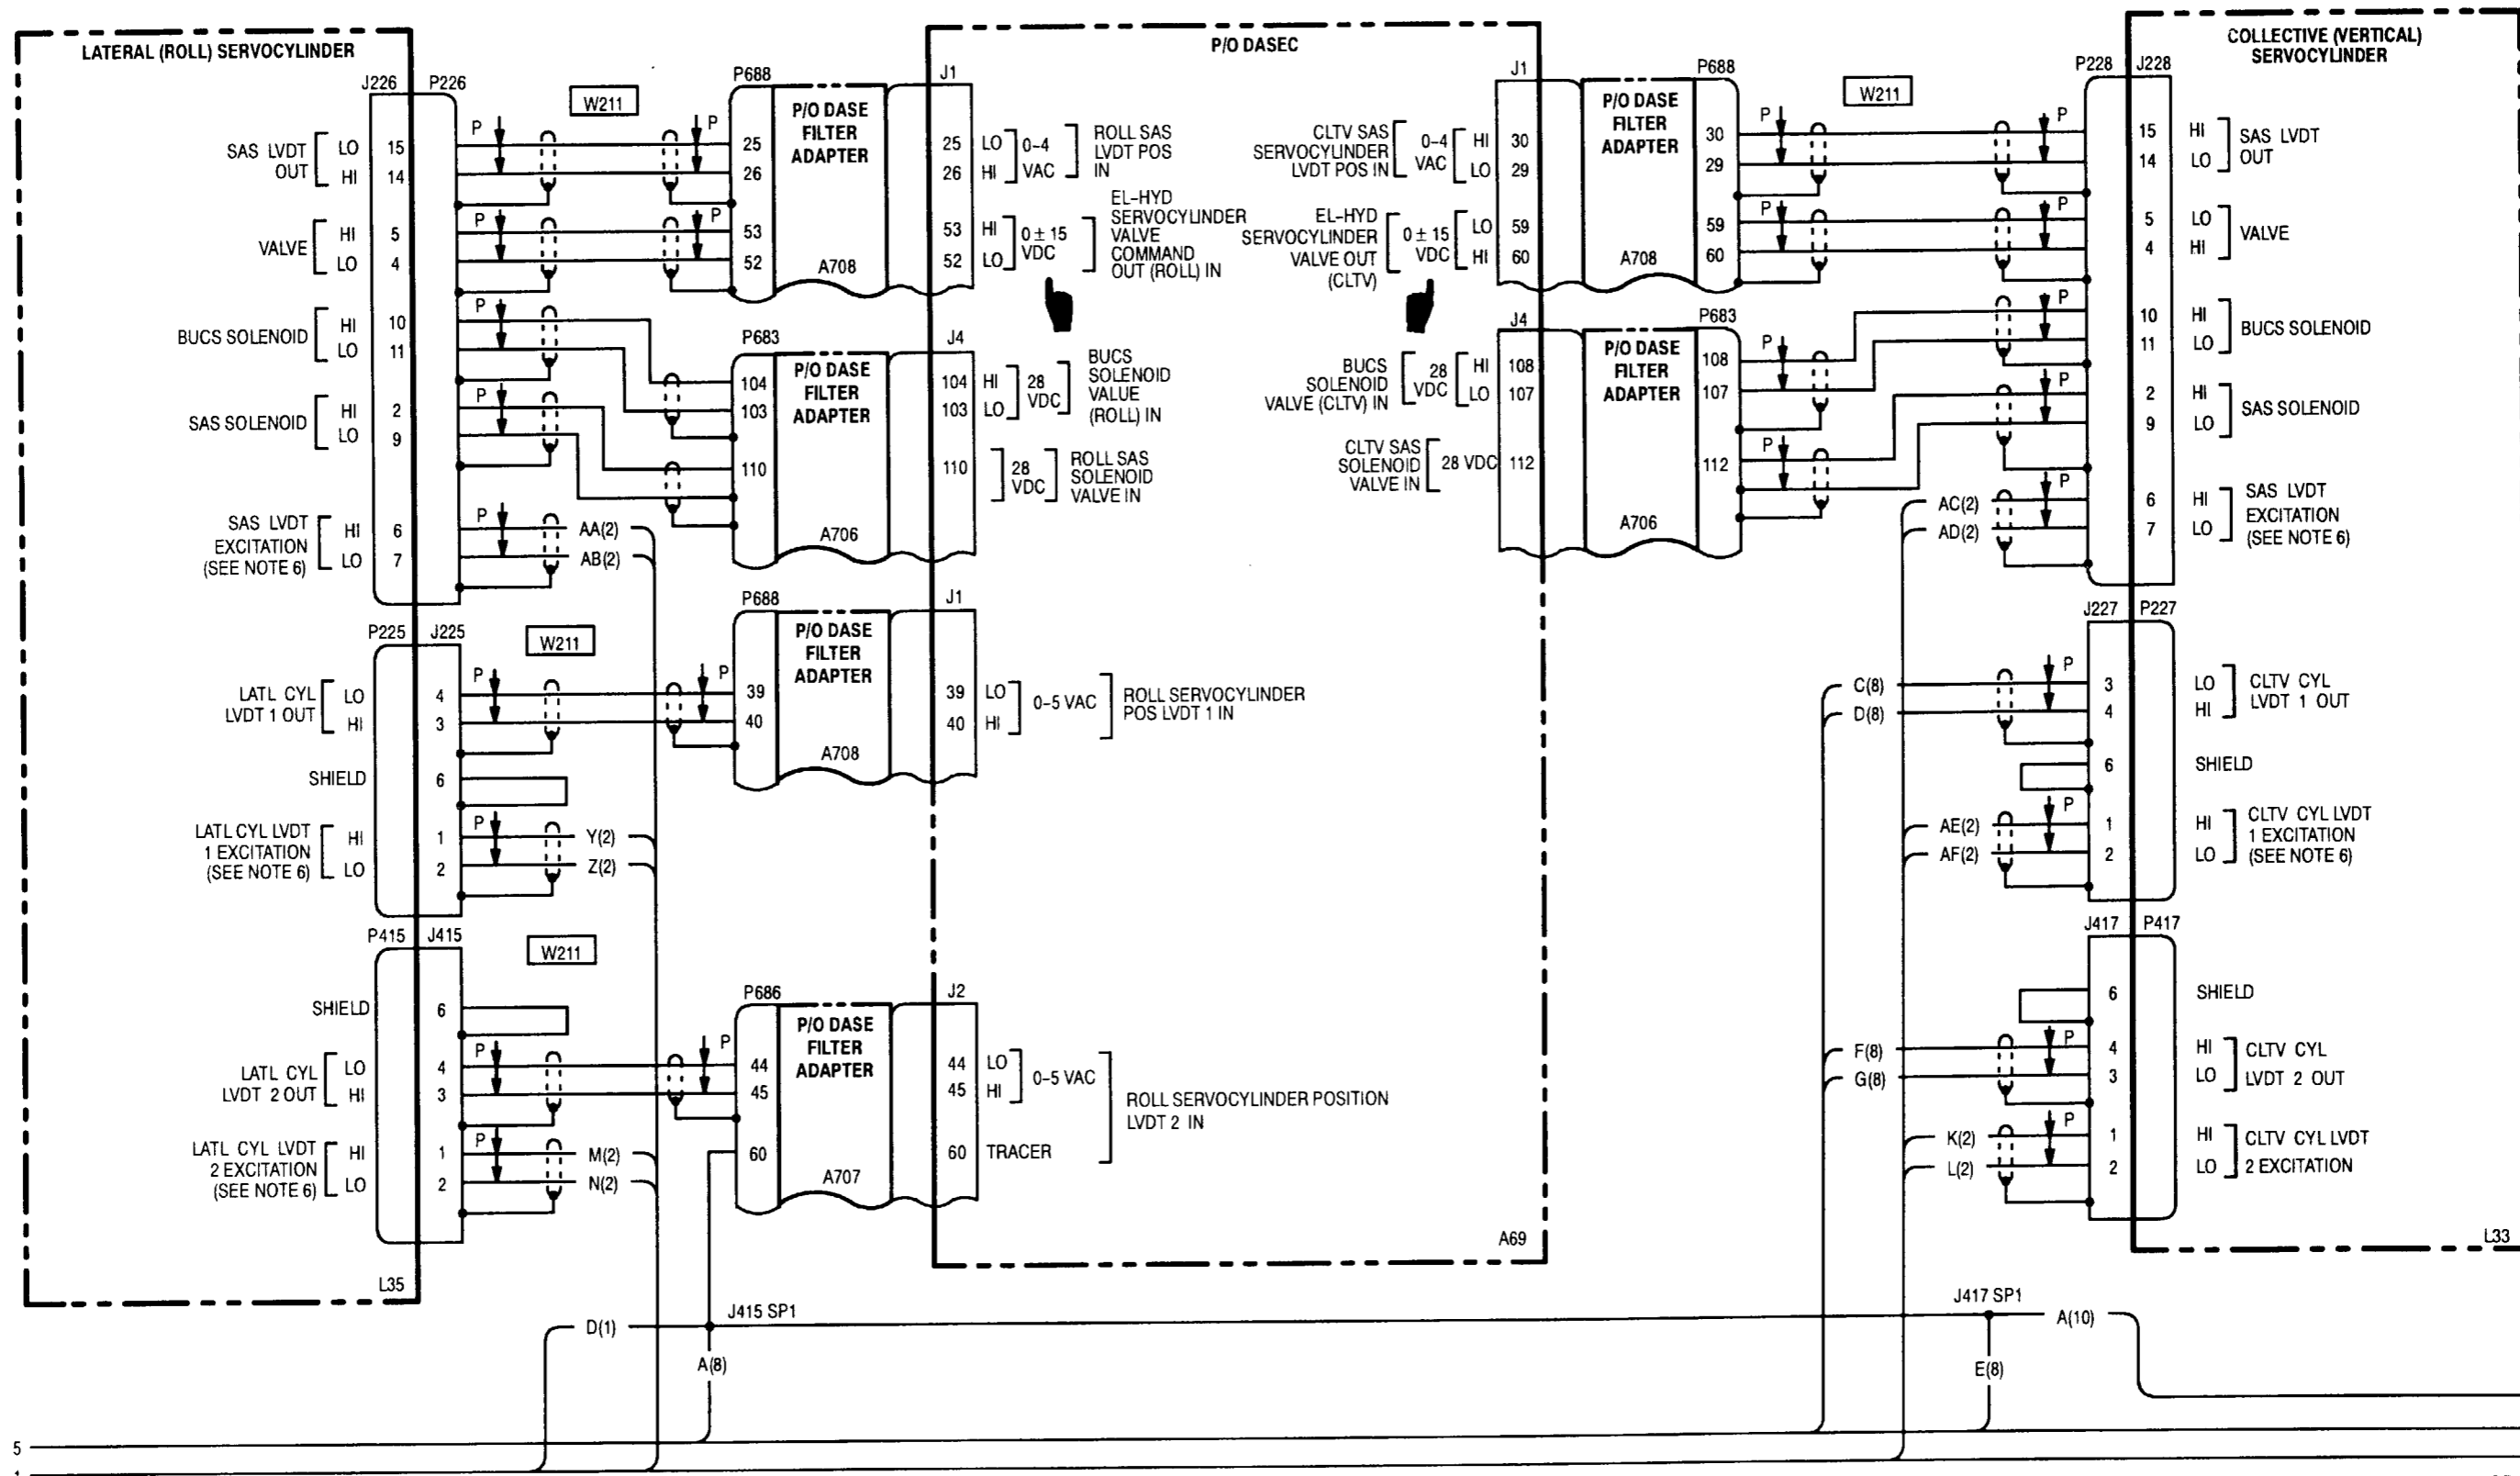 LATERAL (ROLL) SERVOCYLINDER
J226 P226
W211
SAS LVDT OUT
LO 15
HI 14
P P
VALVE
HI 5
LO 4
P P
BUCS SOLENOID
HI 10
LO 11
P
SAS SOLENOID
HI 2
LO 9
P
SAS LVDT
EXCITATION
(SEE NOTE 6)
HI 6
LO 7
P
AA(2)
AB(2)
P225 J225
W211
LATL CYL
LVDT 1 OUT
LO 4
HI 3
P P
SHIELD 6
LATL CYL LVDT
1 EXCITATION
(SEE NOTE 6)
HI 1
LO 2
P
Y(2)
Z(2)
P415 J415
W211
SHIELD 6
LATL CYL
LVDT 2 OUT
LO 4
HI 3
P P
LATL CYL LVDT
2 EXCITATION
(SEE NOTE 6)
HI 1
LO 2
P
M(2)
N(2)
L35
P/O DASEC
P688 J1
P/O DASE
FILTER
ADAPTER
25 25 LO
26 26 HI
0-4
VAC
ROLL SAS
LVDT POS
IN
53 53 HI
52 52 LO
A708
0 ± 15
VDC
EL-HYD
SERVOCYLINDER
VALVE
COMMAND
OUT (ROLL) IN
P683 J4
P/O DASE
FILTER
ADAPTER
104 104 HI
103 103 LO
28
VDC
BUCS
SOLENOID
VALUE
(ROLL) IN
110 110
28
VDC
ROLL SAS
SOLENOID
VALVE IN
A706
P688 J1
P/O DASE
FILTER
ADAPTER
39 39 LO
40 40 HI
0-5 VAC
ROLL SERVOCYLINDER
POS LVDT 1 IN
A708
P686 J2
P/O DASE
FILTER
ADAPTER
44 44 LO
45 45 HI
0-5 VAC
ROLL SERVOCYLINDER POSITION
LVDT 2 IN
60 60 TRACER
A707
A69
J1 P688
P/O DASE
FILTER
ADAPTER
W211
CLTV SAS
SERVOCYLINDER
LVDT POS IN
0-4
VAC
HI 30 30
LO 29 29
P P
EL-HYD
SERVOCYLINDER
VALVE OUT
(CLTV)
0 ± 15
VDC
LO 59 59
HI 60 60
P P
A708
J4 P683
P/O DASE
FILTER
ADAPTER
BUCS
SOLENOID
VALVE (CLTV) IN
28
VDC
HI 108 108
LO 107 107
P P
CLTV SAS
SOLENOID
VALVE IN
28 VDC 112 112
P P
A706
COLLECTIVE (VERTICAL)
SERVOCYLINDER
P228 J228
15 HI
14 LO
SAS LVDT
OUT
5 LO
4 HI
VALVE
10 HI
11 LO
BUCS SOLENOID
2 HI
9 LO
SAS SOLENOID
AC(2)
AD(2)
P
6 HI
7 LO
SAS LVDT
EXCITATION
(SEE NOTE 6)
J227 P227
C(8)
D(8)
P
3 LO
4 HI
CLTV CYL
LVDT 1 OUT
6 SHIELD
AE(2)
AF(2)
P
1 HI
2 LO
CLTV CYL LVDT
1 EXCITATION
(SEE NOTE 6)
J417 P417
6 SHIELD
F(8)
G(8)
P
4 HI
3 LO
CLTV CYL
LVDT 2 OUT
K(2)
L(2)
P
1 HI
2 LO
CLTV CYL LVDT
2 EXCITATION
L33
J415 SP1
D(1)
A(8)
J417 SP1
A(10)
E(8)
5